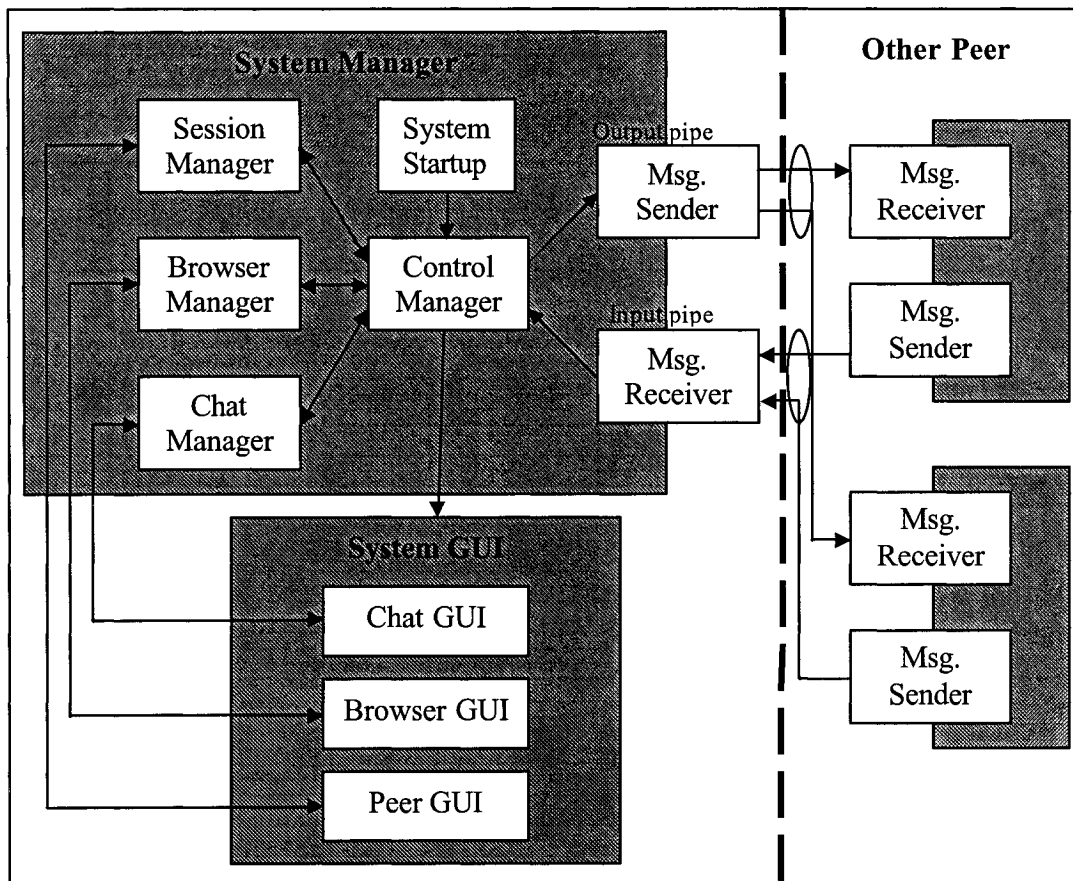 System Manager
Other Peer
Session
Manager
System
Startup
Output pipe
Msg.
Sender
Msg.
Receiver
Browser
Manager
Control
Manager
Input pipe
Msg.
Receiver
Msg.
Sender
Chat
Manager
System GUI
Chat GUI
Browser GUI
Peer GUI
Msg.
Receiver
Msg.
Sender